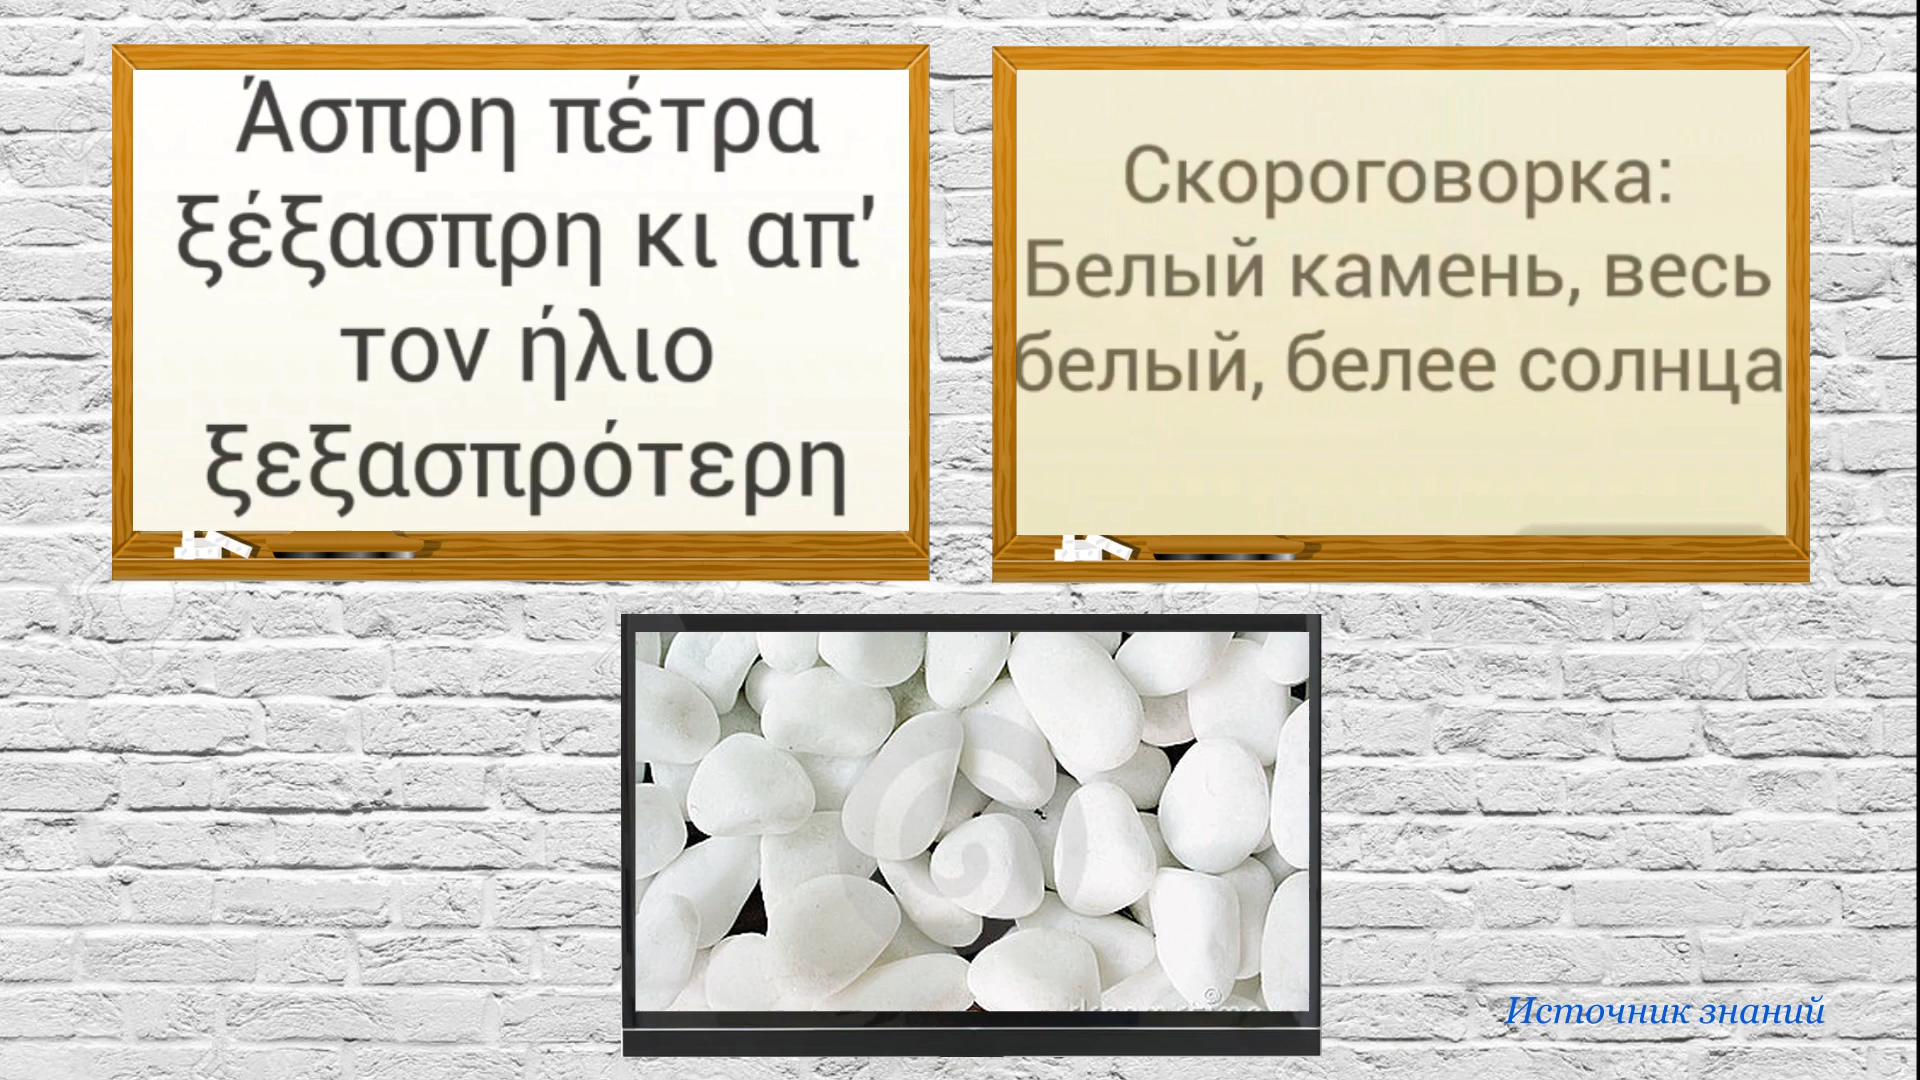 Άσπρη πέτρα
ξέξασπρη κι απ'
τον ήλιο
ξεξασπρότερη
Скороговорка:
Белый камень, весь
белый, белее солнца
Источник знаний